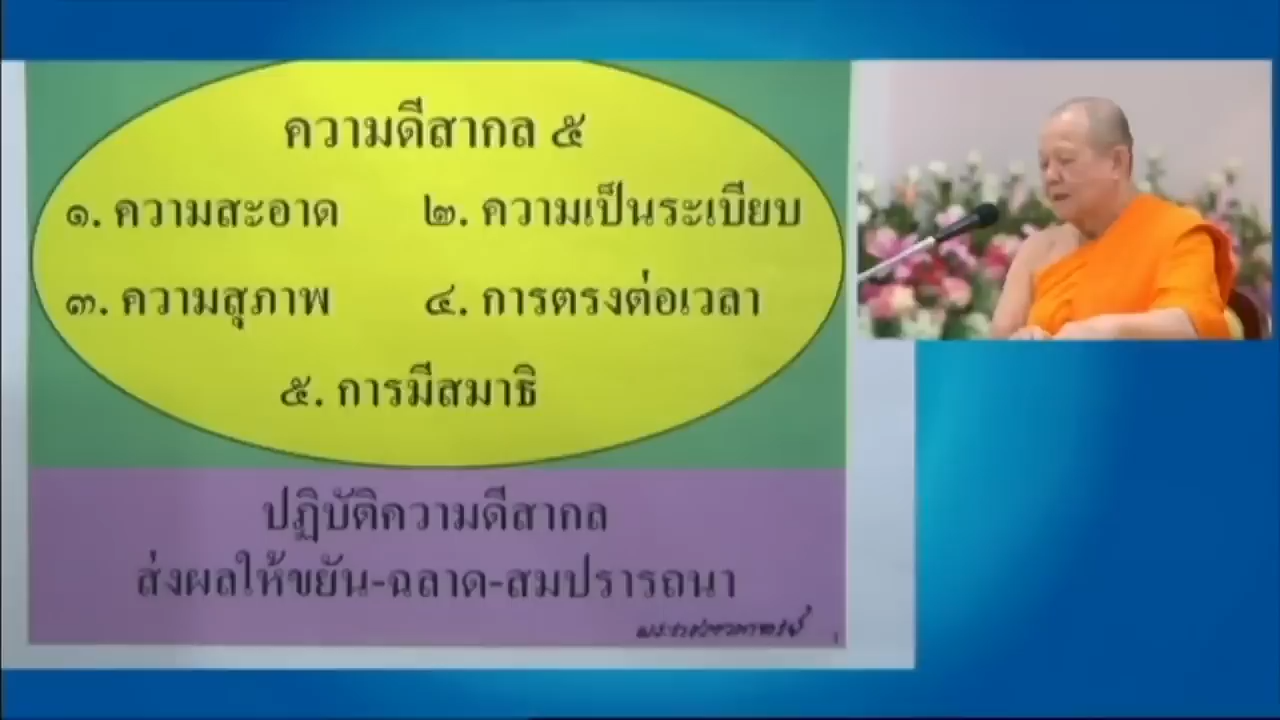 ความดีสากล ๕
๑. ความสะอาด ๒. ความเป็นระเบียบ
๓. ความสุภาพ ๔. การตรงต่อเวลา
๕. การมีสมาธิ
ปฏิบัติความดีสากล
ส่งผลให้ขยัน-ฉลาด-สมปรารถนา